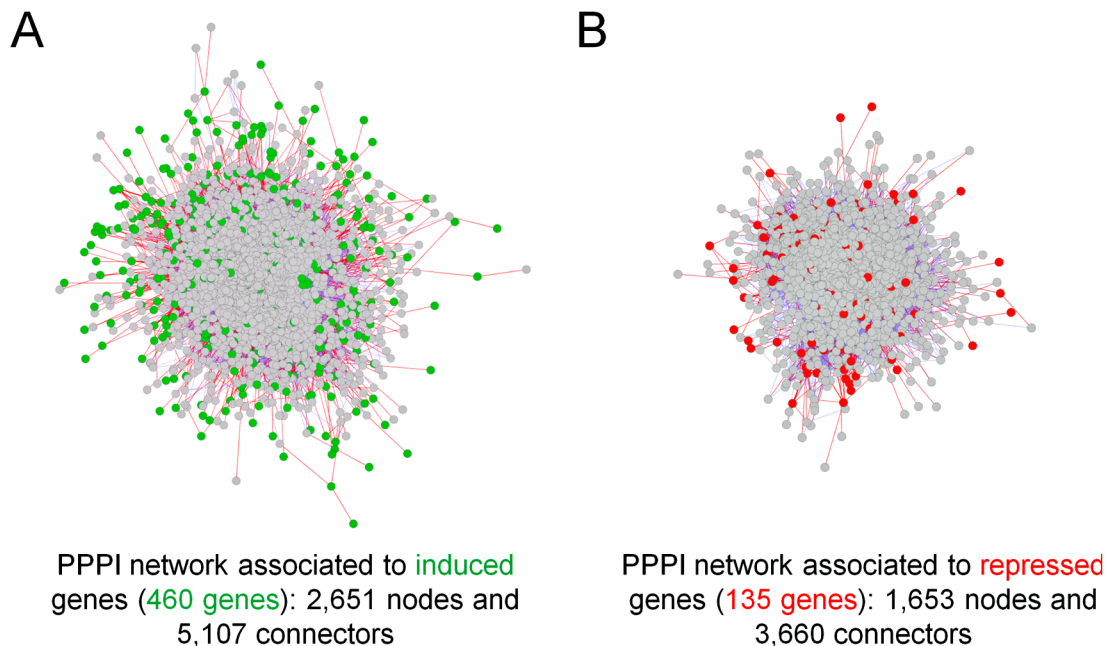 A
B
PPPI network associated to induced
genes (460 genes): 2,651 nodes and
5,107 connectors
PPPI network associated to repressed
genes (135 genes): 1,653 nodes and
3,660 connectors